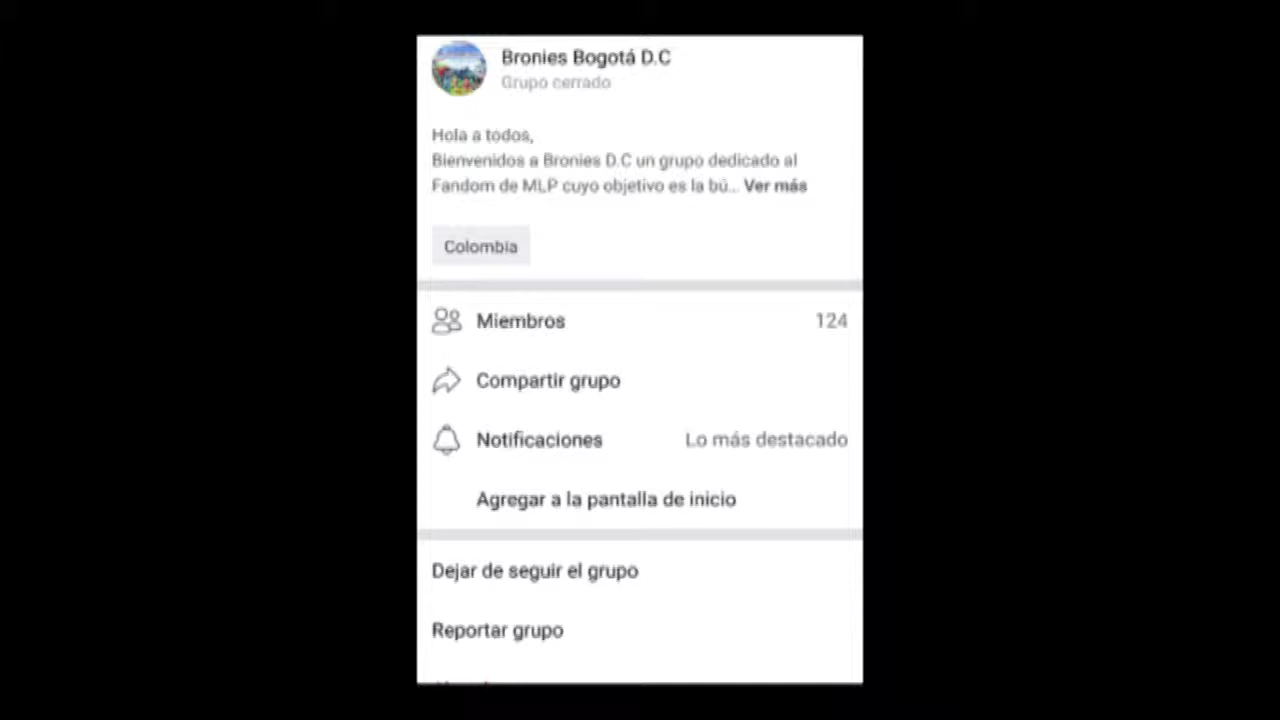 Bronies Bogotá D.C
Grupo cerrado
Hola a todos,
Bienvenidos a Bronies D.C un grupo dedicado al
Fandom de MLP cuyo objetivo es la bú... Ver más
Colombia
Miembros 124
Compartir grupo
Notificaciones Lo más destacado
Agregar a la pantalla de inicio
Dejar de seguir el grupo
Reportar grupo